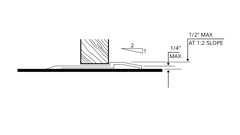 1/2" MAX
AT 1:2 SLOPE
2
1
1/4"
MAX